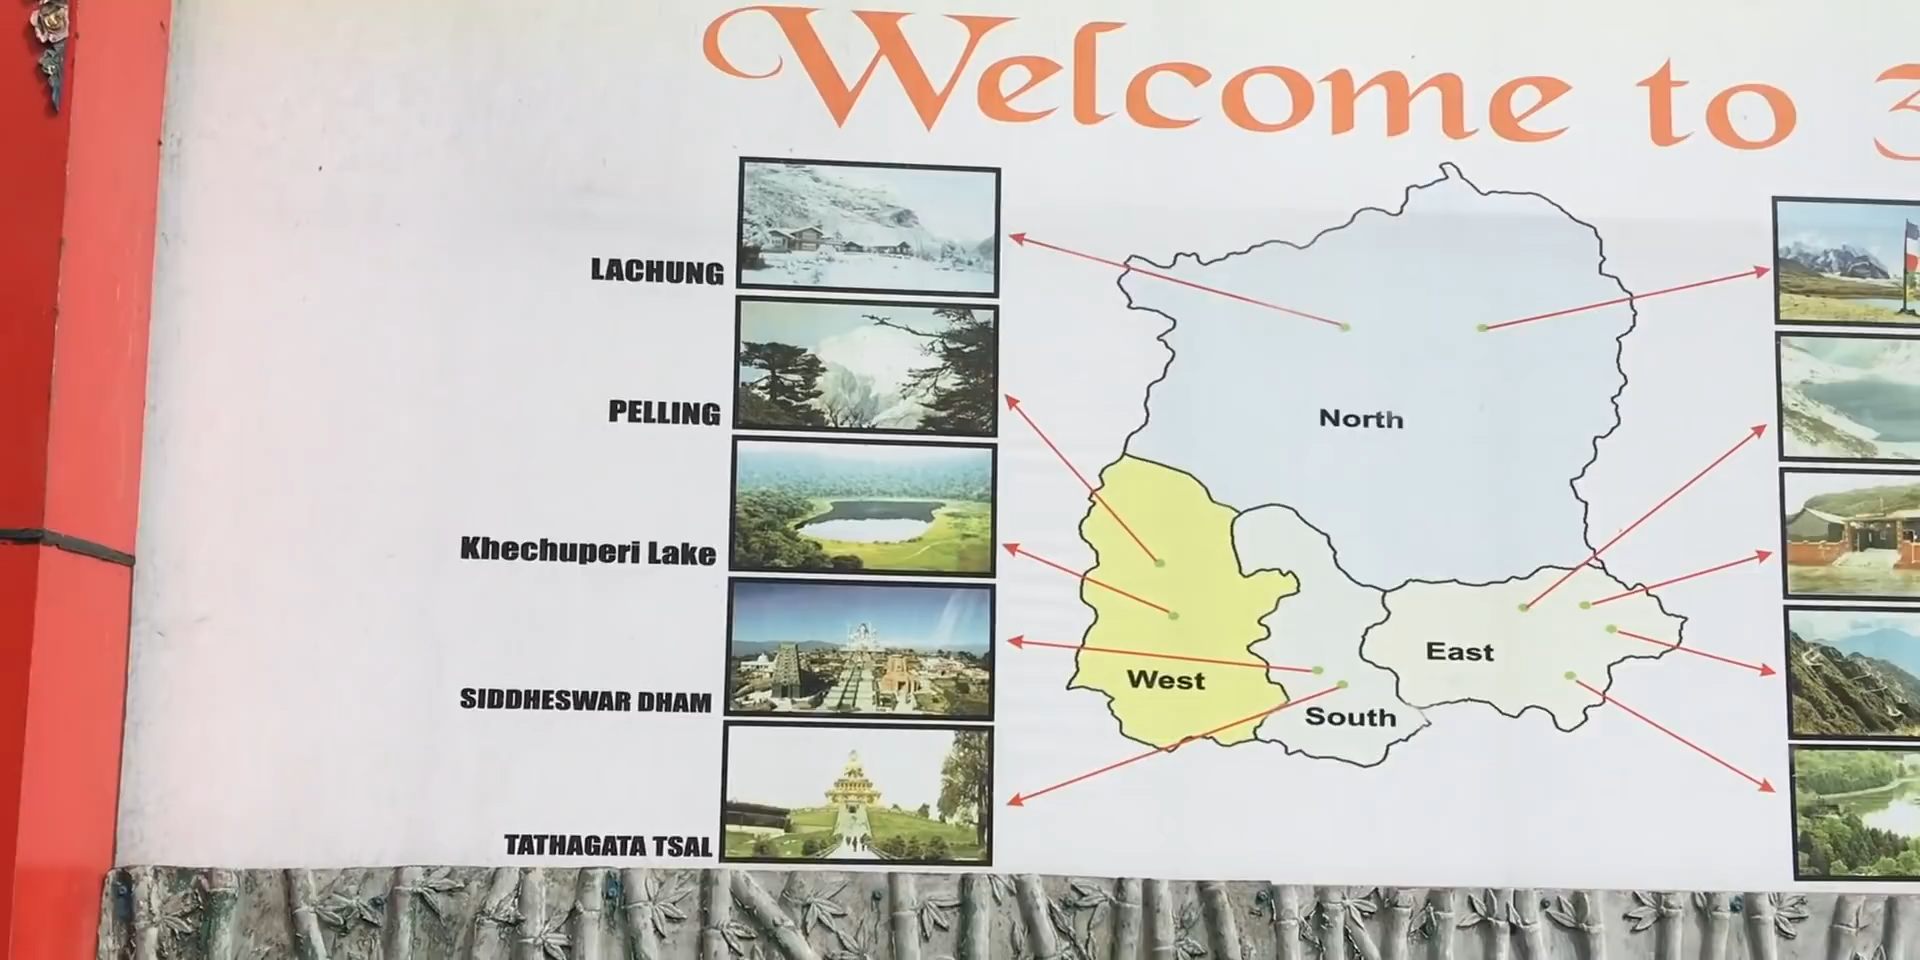 Welcome to
LACHUNG
PELLING
Khechuperi Lake
SIDDHESWAR DHAM
TATHAGATA TSAL
North
East
West
South